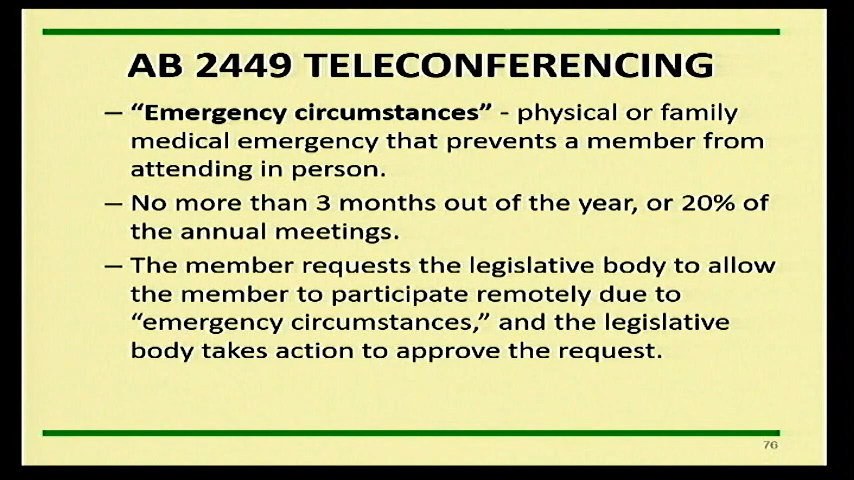 AB 2449 TELECONFERENCING
– “Emergency circumstances” - physical or family
medical emergency that prevents a member from
attending in person.
– No more than 3 months out of the year, or 20% of
the annual meetings.
– The member requests the legislative body to allow
the member to participate remotely due to
“emergency circumstances,” and the legislative
body takes action to approve the request.
76